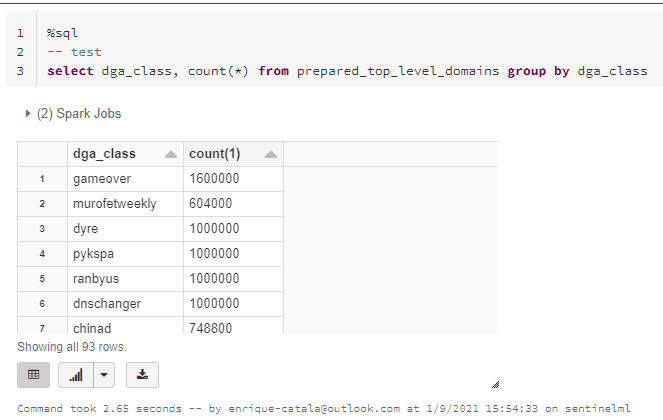 1 %sql
2 -- test
3 select dga_class, count(*) from prepared_top_level_domains group by dga_class
(2) Spark Jobs
dga_class count(1)
1 gameover 1600000
2 murofetweekly 604000
3 dyre 1000000
4 pykspa 1000000
5 ranbyus 1000000
6 dnschanger 1000000
7 chinad 748800
Showing all 93 rows.
Command took 2.65 seconds -- by enrique-catala@outlook.com at 1/9/2021 15:54:33 on sentinelml